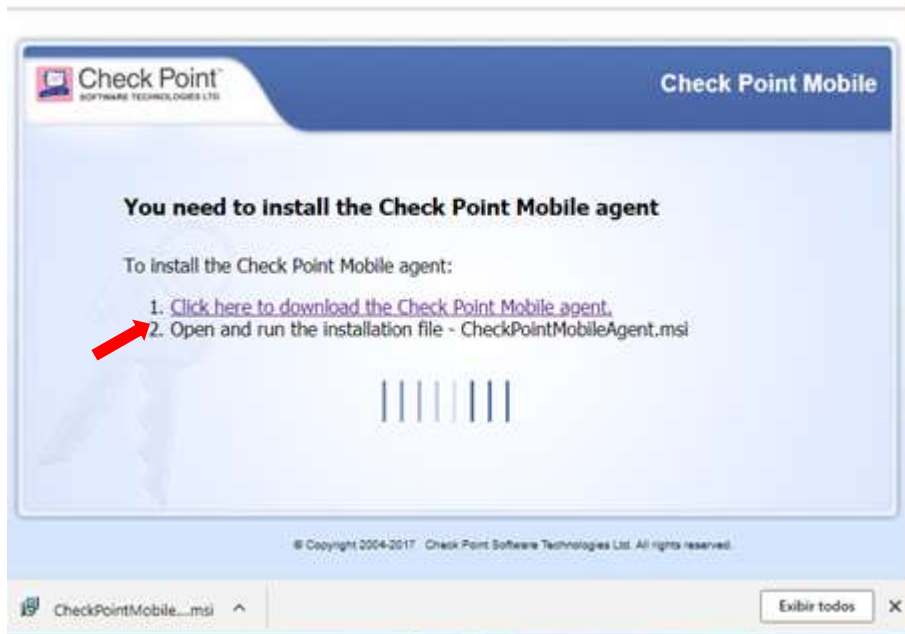 Check Point
SOFTWARE TECHNOLOGIES LTD.
Check Point Mobile
You need to install the Check Point Mobile agent
To install the Check Point Mobile agent:
1. Click here to download the Check Point Mobile agent.
2. Open and run the installation file - CheckPointMobileAgent.msi
© Copyright 2004-2017 Check Point Software Technologies Ltd. All rights reserved.
CheckPointMobile....msi
Exibir todos